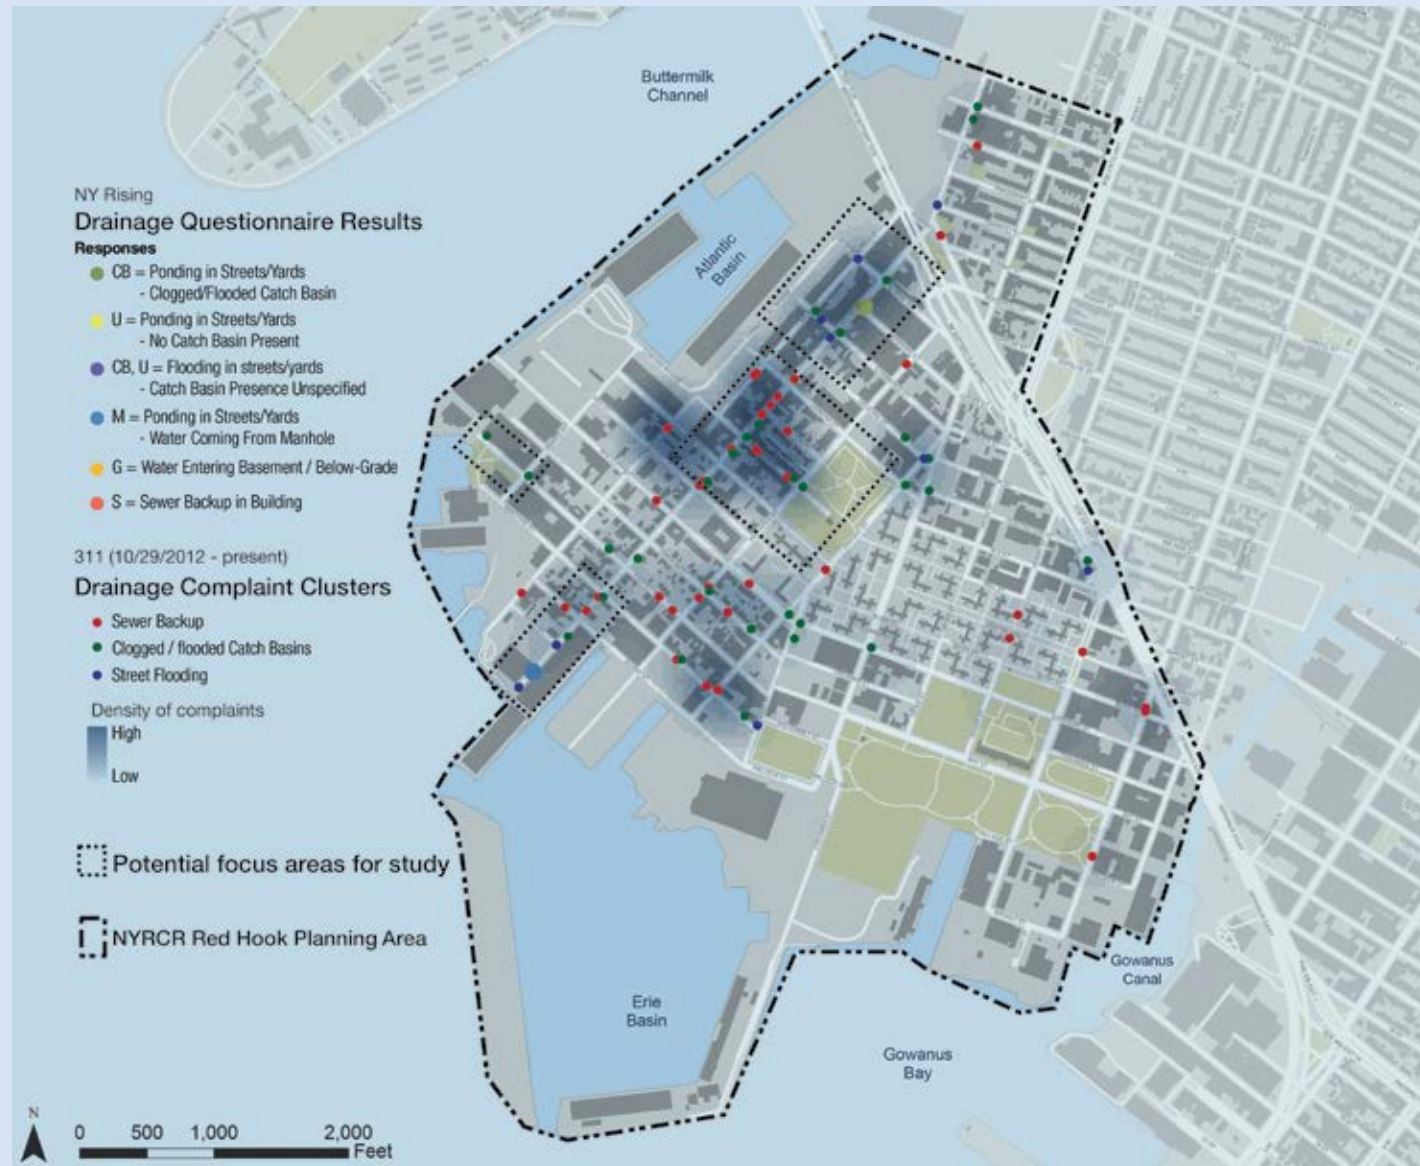 Buttermilk
Channel
Atlantic
Basin
NY Rising
Drainage Questionnaire Results
Responses
CB = Ponding in Streets/Yards
- Clogged/Flooded Catch Basin
U = Ponding in Streets/Yards
- No Catch Basin Present
CB, U = Flooding in streets/yards
- Catch Basin Presence Unspecified
M = Ponding in Streets/Yards
- Water Coming From Manhole
G = Water Entering Basement / Below-Grade
S = Sewer Backup in Building
311 (10/29/2012 - present)
Drainage Complaint Clusters
Sewer Backup
Clogged / flooded Catch Basins
Street Flooding
Density of complaints
High
Low
Potential focus areas for study
NYRCR Red Hook Planning Area
Erie
Basin
Gowanus
Canal
Gowanus
Bay
N
0 500 1,000 2,000
Feet